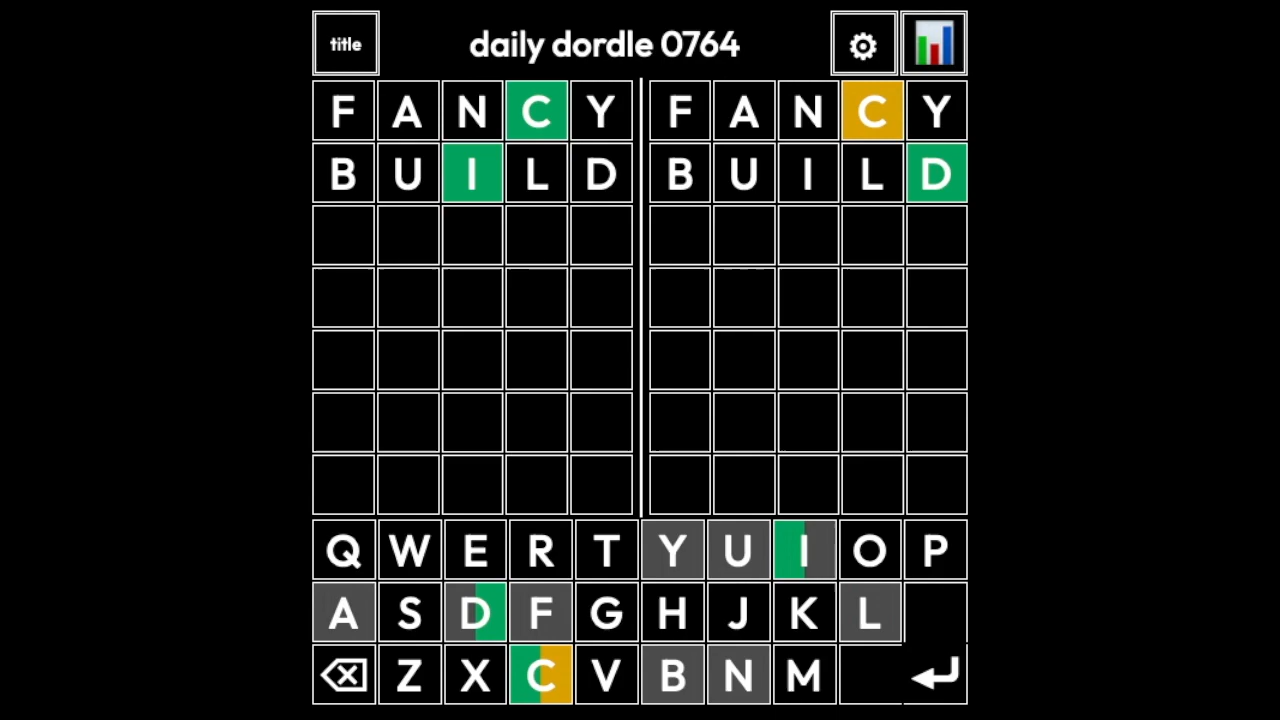 title daily dordle 0764
FANCY FANCY
BUILD BUILD
QWERTYUIOP
ASDFGHJKL
ZXCVBNM